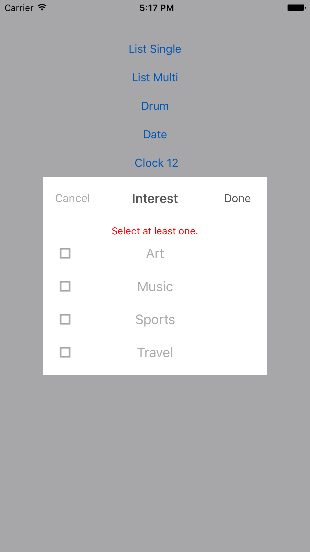 Carrier 5:17 PM
List Single
List Multi
Drum
Date
Clock 12
Cancel Interest Done
Select at least one.
Art
Music
Sports
Travel